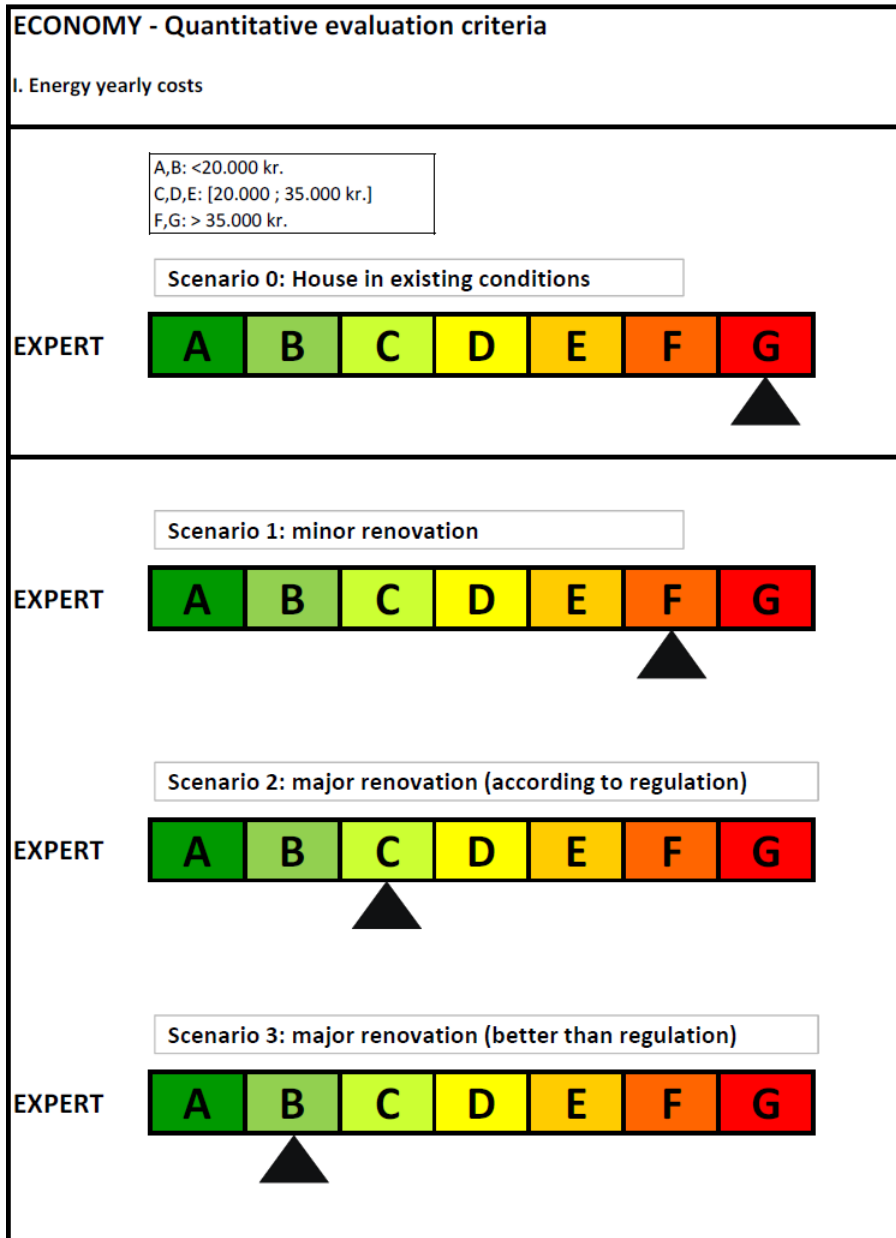 ECONOMY - Quantitative evaluation criteria
I. Energy yearly costs
A,B: <20.000 kr.
C,D,E: [20.000 ; 35.000 kr.]
F,G: > 35.000 kr.
Scenario 0: House in existing conditions
EXPERT A B C D E F G
Scenario 1: minor renovation
EXPERT A B C D E F G
Scenario 2: major renovation (according to regulation)
EXPERT A B C D E F G
Scenario 3: major renovation (better than regulation)
EXPERT A B C D E F G